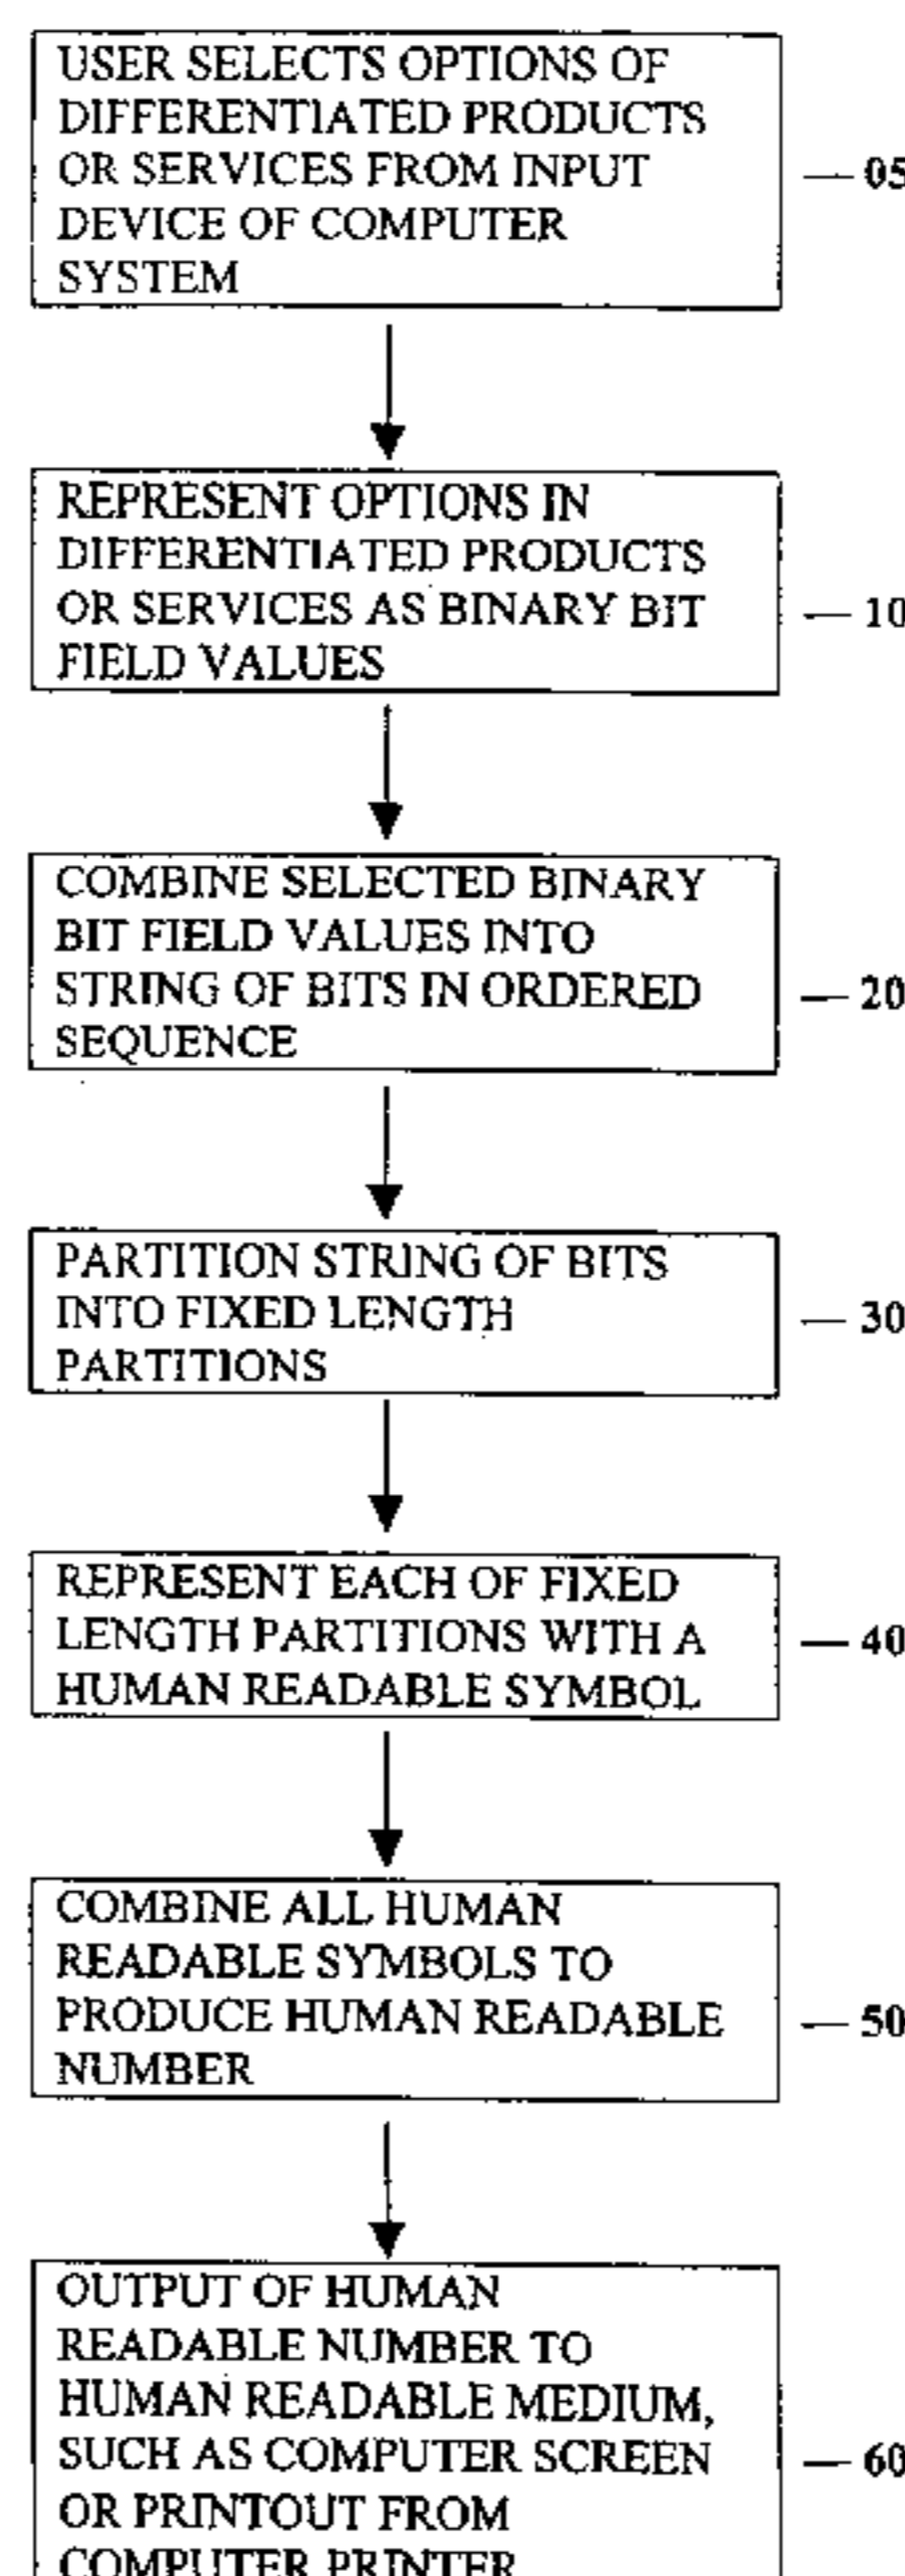 USER SELECTS OPTIONS OF
DIFFERENTIATED PRODUCTS
OR SERVICES FROM INPUT
DEVICE OF COMPUTER
SYSTEM
05
REPRESENT OPTIONS IN
DIFFERENTIATED PRODUCTS
OR SERVICES AS BINARY BIT
FIELD VALUES
10
COMBINE SELECTED BINARY
BIT FIELD VALUES INTO
STRING OF BITS IN ORDERED
SEQUENCE
20
PARTITION STRING OF BITS
INTO FIXED LENGTH
PARTITIONS
30
REPRESENT EACH OF FIXED
LENGTH PARTITIONS WITH A
HUMAN READABLE SYMBOL
40
COMBINE ALL HUMAN
READABLE SYMBOLS TO
PRODUCE HUMAN READABLE
NUMBER
50
OUTPUT OF HUMAN
READABLE NUMBER TO
HUMAN READABLE MEDIUM,
SUCH AS COMPUTER SCREEN
OR PRINTOUT FROM
COMPUTER PRINTER
60